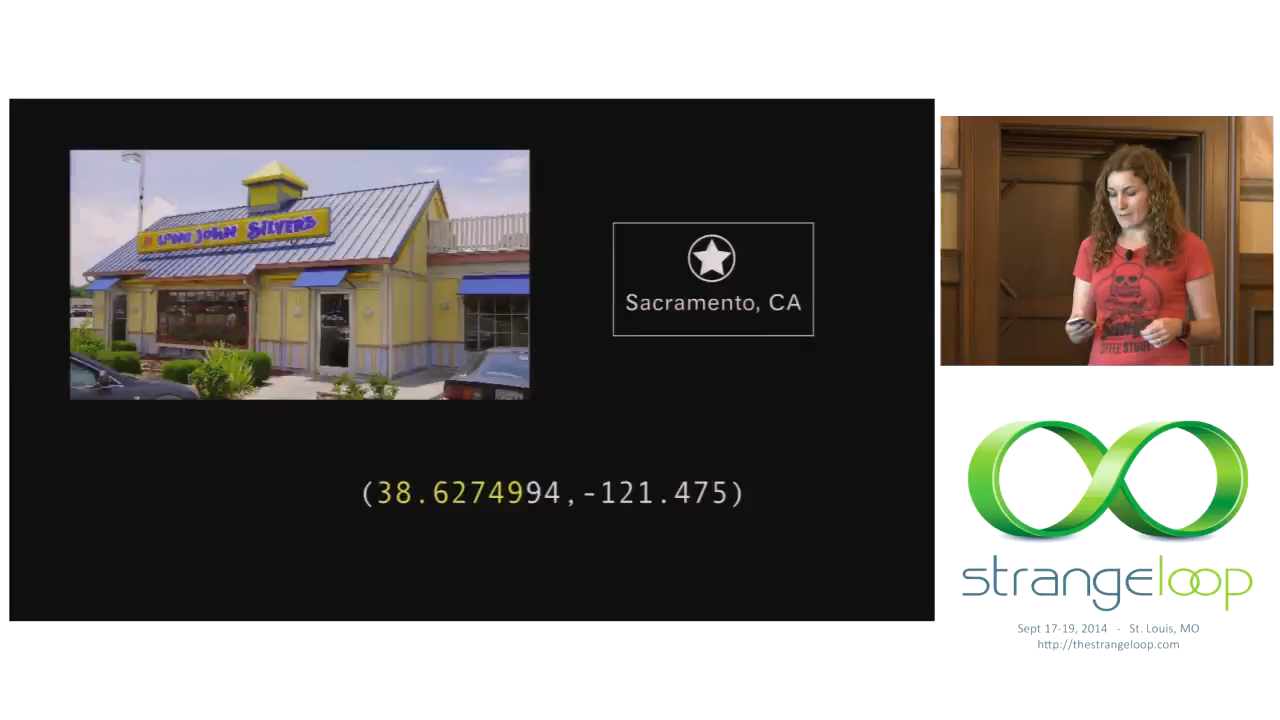 LONG JOHN SILVER'S
Sacramento, CA
(38.6274994,-121.475)
strangeloop
Sept 17-19, 2014 - St. Louis, MO
http://thestrangeloop.com